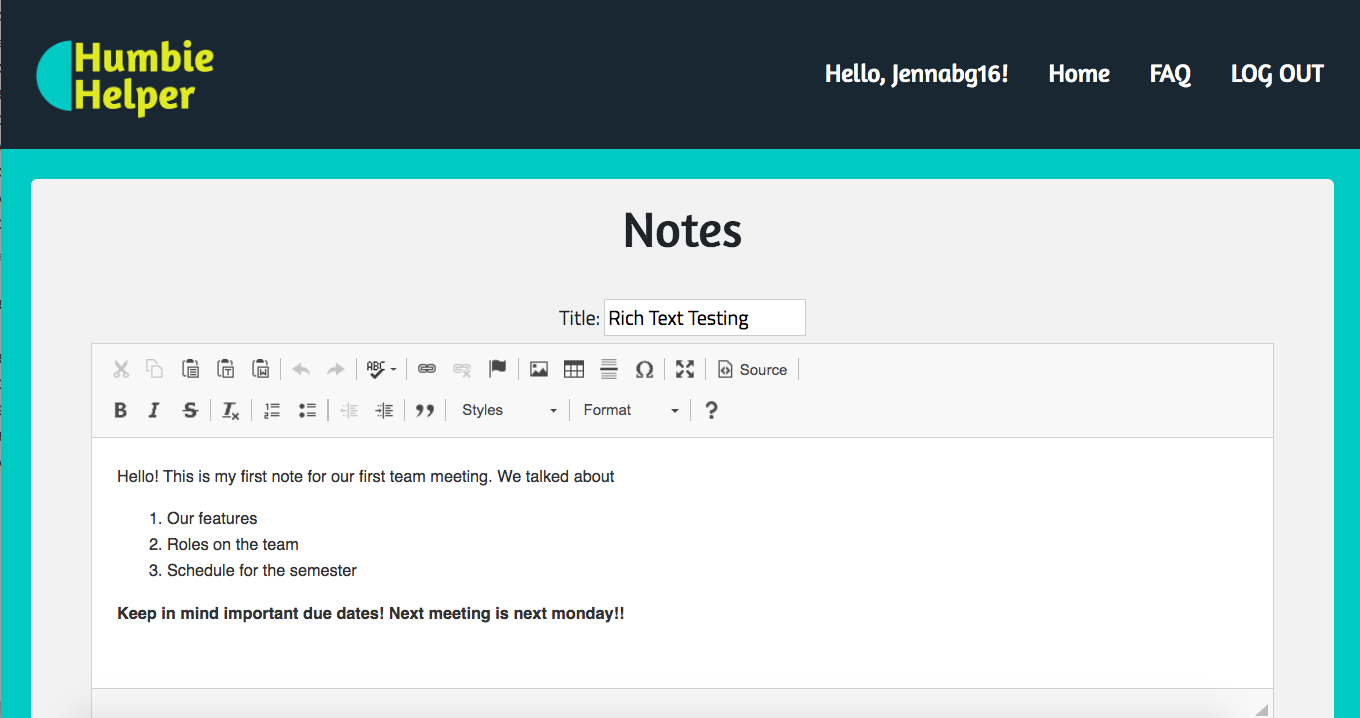 Humbie
Helper
Hello, Jennabg16! Home FAQ LOG OUT
Notes
Title: Rich Text Testing
ABC Ω Source
B I S Tx Styles Format ?
Hello! This is my first note for our first team meeting. We talked about
1. Our features
2. Roles on the team
3. Schedule for the semester
Keep in mind important due dates! Next meeting is next monday!!